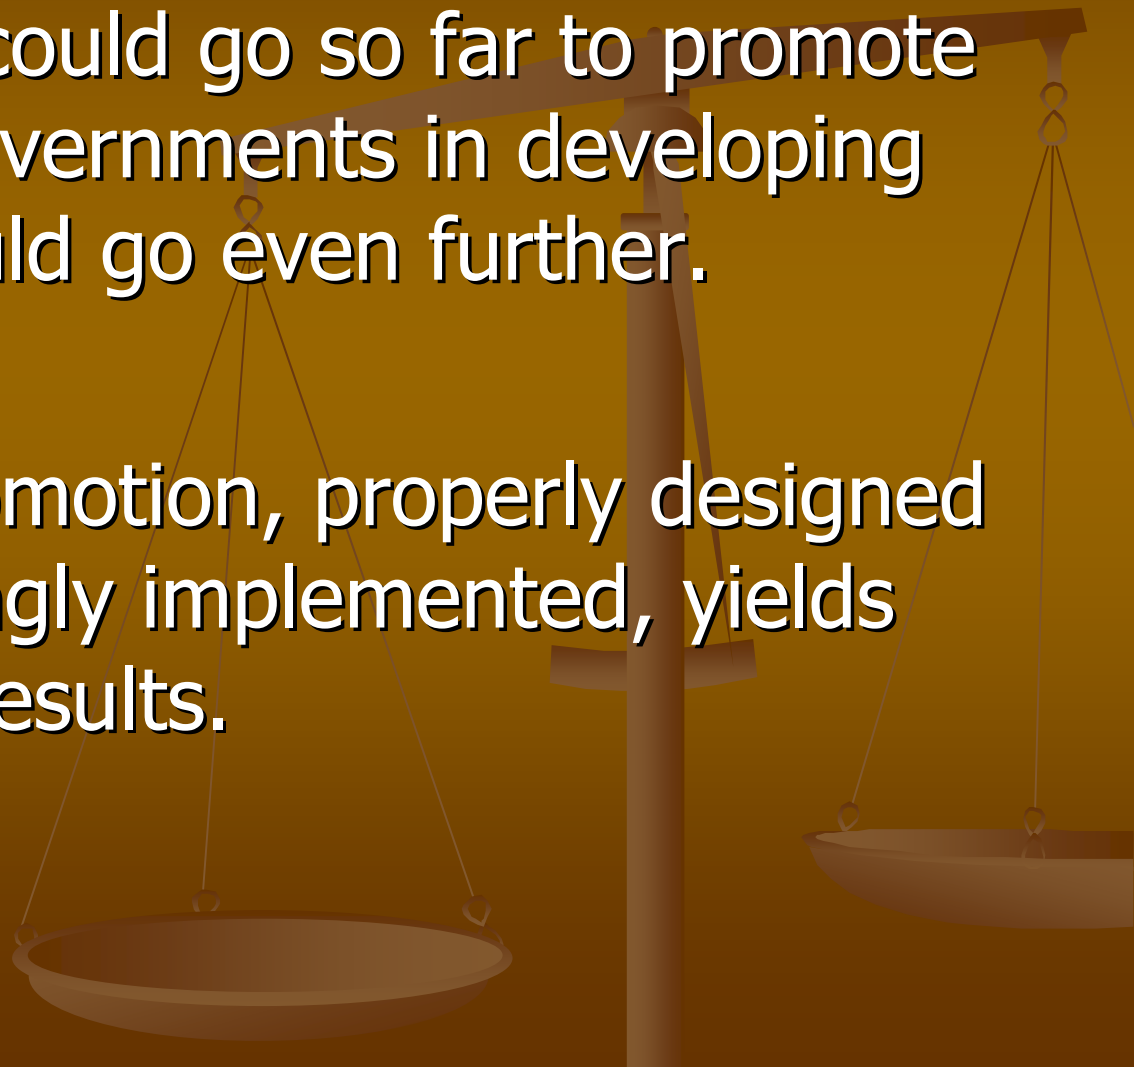 could go so far to promote
vernments in developing
ld go even further.
motion, properly designed
gly implemented, yields
esults.